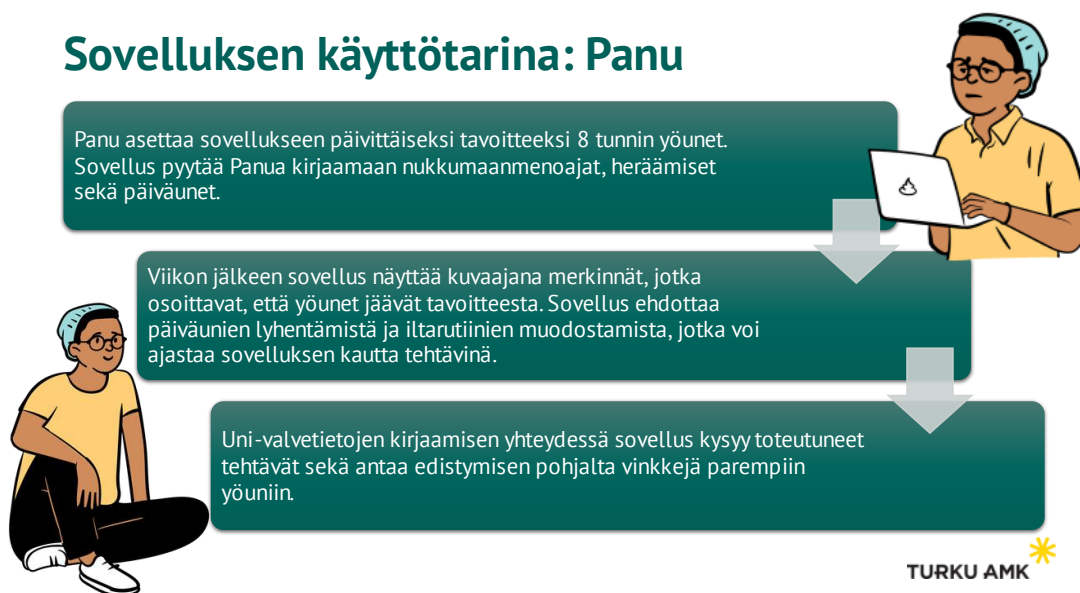 Sovelluksen käyttötarina: Panu
Panu asettaa sovellukseen päivittäiseksi tavoitteeksi 8 tunnin yöunet.
Sovellus pyytää Panua kirjaamaan nukkumaanmenoajat, heräämiset
sekä päiväunet.
Viikon jälkeen sovellus näyttää kuvaajana merkinnät, jotka
osoittavat, että yöunet jäävät tavoitteesta. Sovellus ehdottaa
päiväunien lyhentämistä ja iltarutiinien muodostamista, jotka voi
ajastaa sovelluksen kautta tehtävinä.
Uni-valvetietojen kirjaamisen yhteydessä sovellus kysyy toteutuneet
tehtävät sekä antaa edistymisen pohjalta vinkkejä parempiin
yöuniin.
TURKU AMK